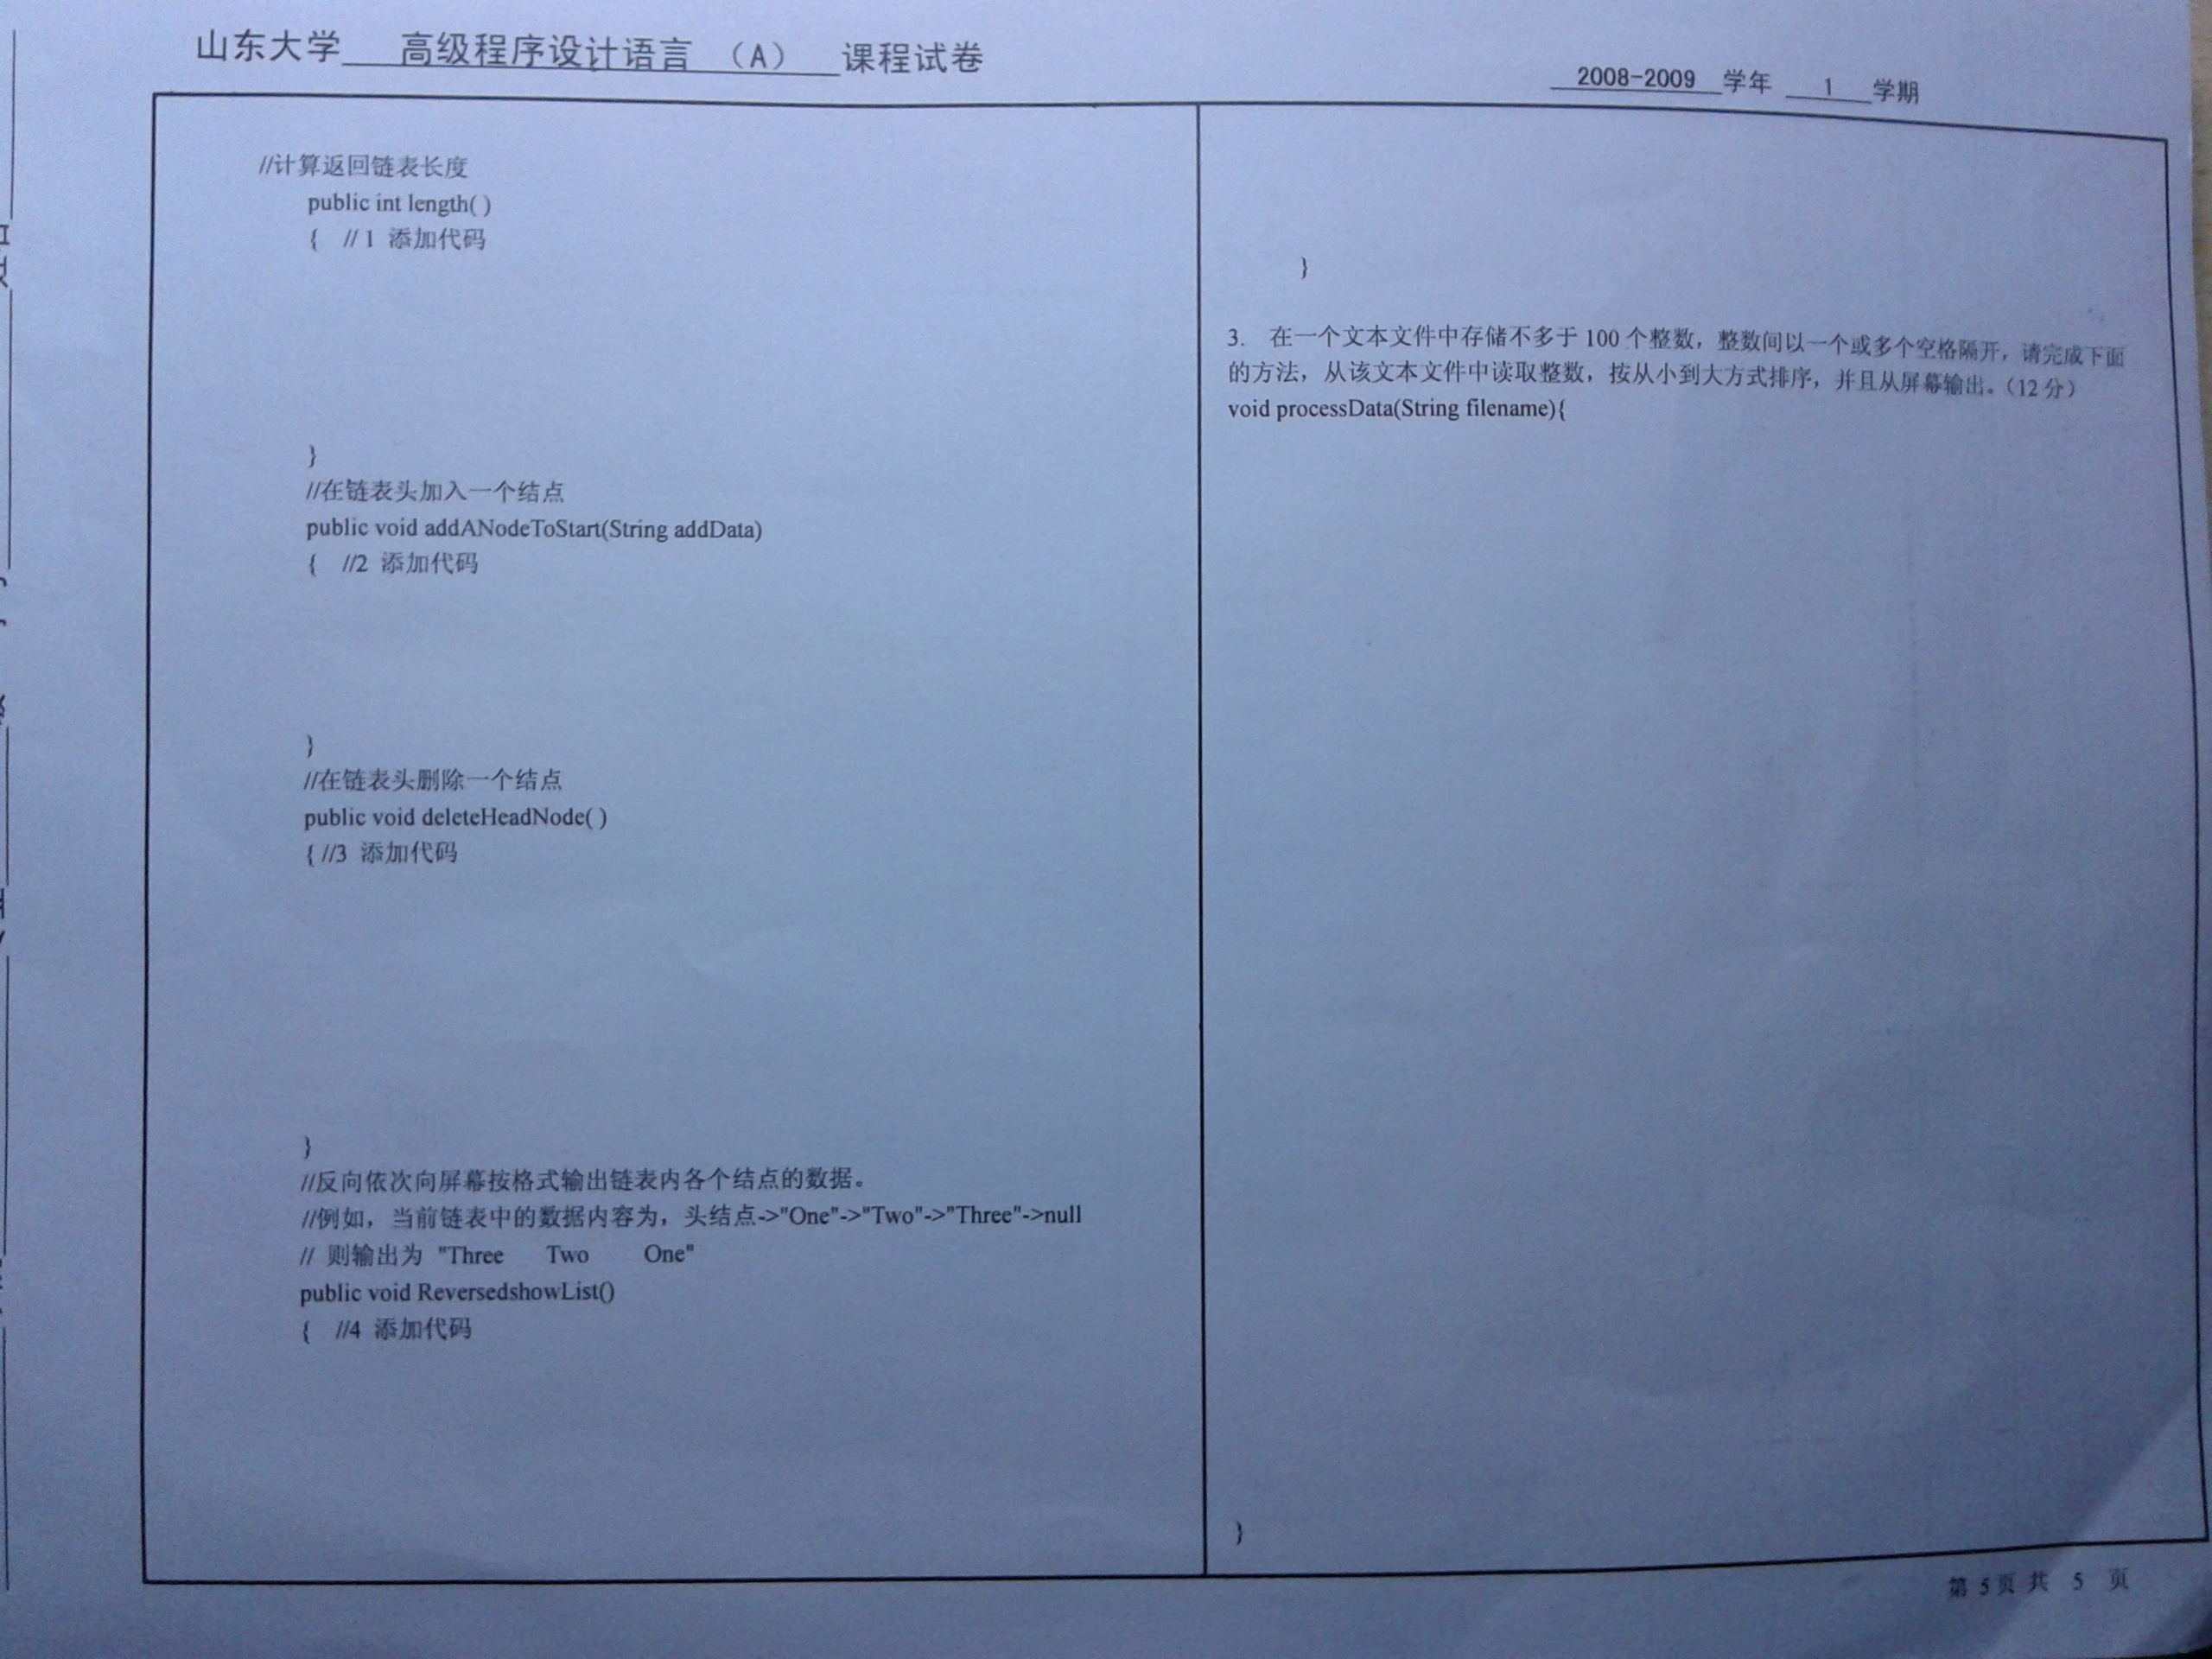 山东大学 高级程序设计语言 （A） 课程试卷
2008-2009 学年 1 学期
//计算返回链表长度
public int length( )
{ // 1 添加代码
}
//在链表头加入一个结点
public void addANodeToStart(String addData)
{ //2 添加代码
}
//在链表头删除一个结点
public void deleteHeadNode( )
{ //3 添加代码
}
//反向依次向屏幕按格式输出链表内各个结点的数据。
//例如，当前链表中的数据内容为，头结点->"One"->"Two"->"Three"->null
// 则输出为 "Three Two One"
public void ReversedshowList()
{ //4 添加代码
}
3. 在一个文本文件中存储不多于 100 个整数，整数间以一个或多个空格隔开，请完成下面
的方法，从该文本文件中读取整数，按从小到大方式排序，并且从屏幕输出。（12 分）
void processData(String filename){
}
第 5页 共 5 页